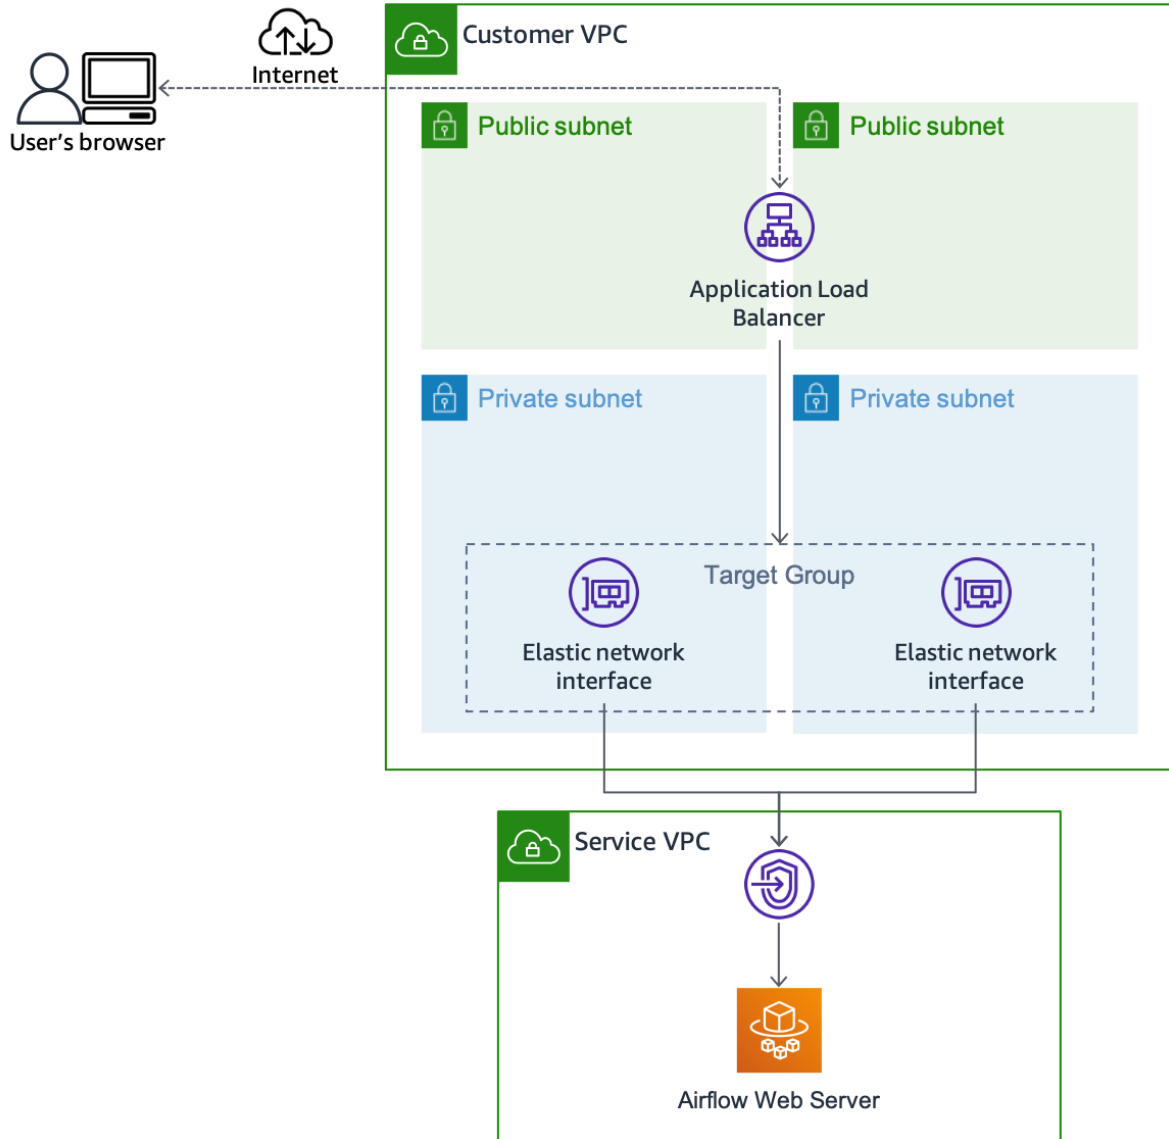 Customer VPC
Internet
User’s browser
Public subnet
Public subnet
Application Load
Balancer
Private subnet
Private subnet
Target Group
Elastic network
interface
Elastic network
interface
Service VPC
Airflow Web Server